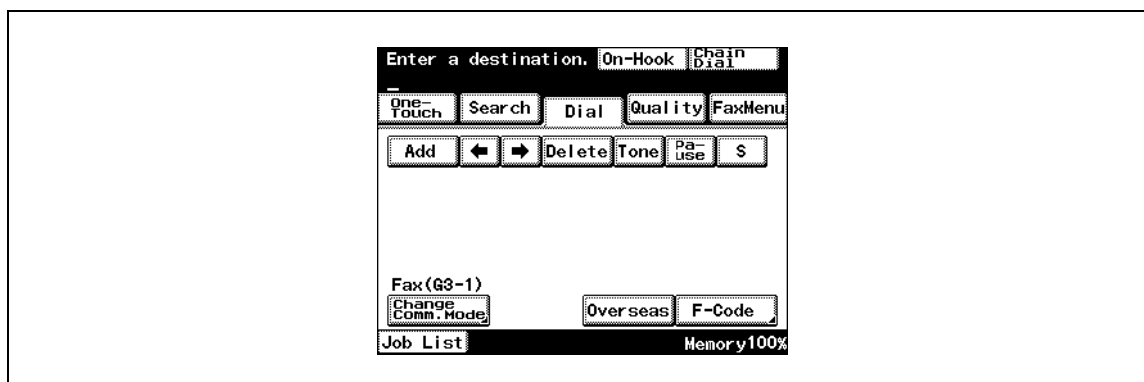 Enter a destination. On-Hook Chain Dial
One-Touch Search Dial Quality FaxMenu
Add ← → Delete Tone Pa-use S
Fax(G3-1)
Change Comm.Mode Overseas F-Code
Job List Memory100%